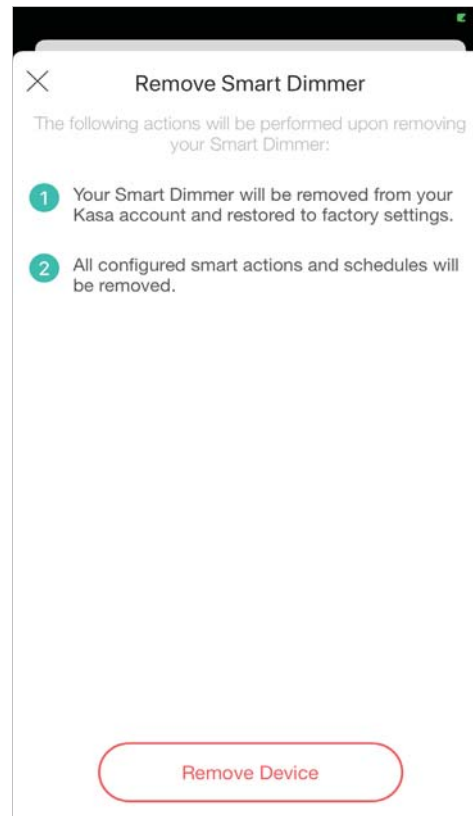 Remove Smart Dimmer
The following actions will be performed upon removing
your Smart Dimmer:
1 Your Smart Dimmer will be removed from your
Kasa account and restored to factory settings.
2 All configured smart actions and schedules will
be removed.
Remove Device